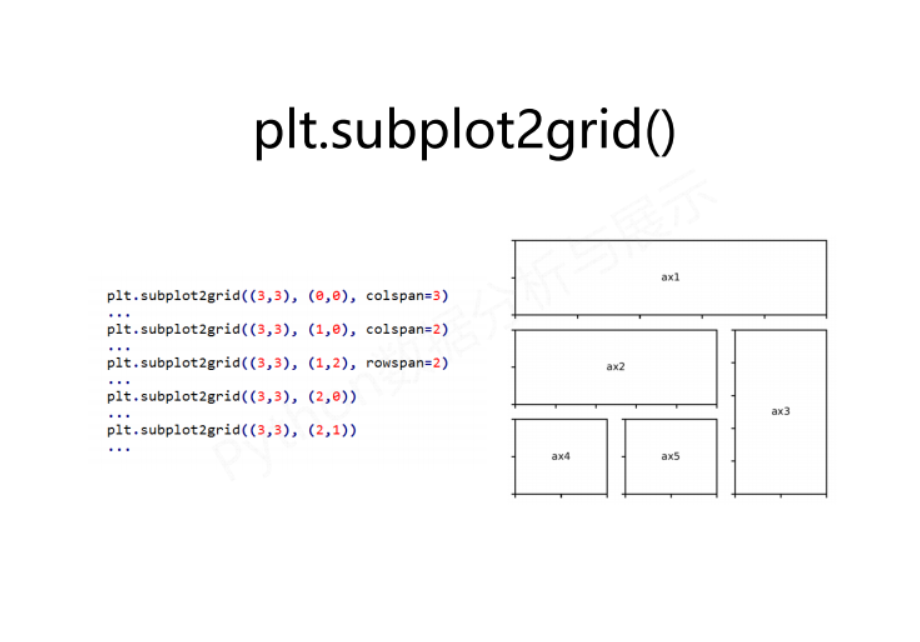 plt.subplot2grid()
plt.subplot2grid((3,3), (0,0), colspan=3)
...
plt.subplot2grid((3,3), (1,0), colspan=2)
...
plt.subplot2grid((3,3), (1,2), rowspan=2)
...
plt.subplot2grid((3,3), (2,0))
...
plt.subplot2grid((3,3), (2,1))
...
ax1
ax2
ax3
ax4
ax5
Python数据分析与展示